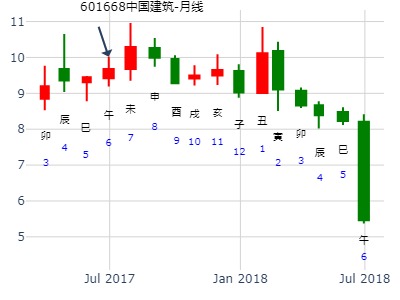 601668中国建筑-月线
11
10
9
8
7
6
5
卯
3
辰
4
巳
5
午
6
未
7
申
8
酉
9
戌
10
亥
11
子
12
丑
1
寅
2
卯
3
辰
4
巳
5
午
6
Jul 2017
Jan 2018
Jul 2018